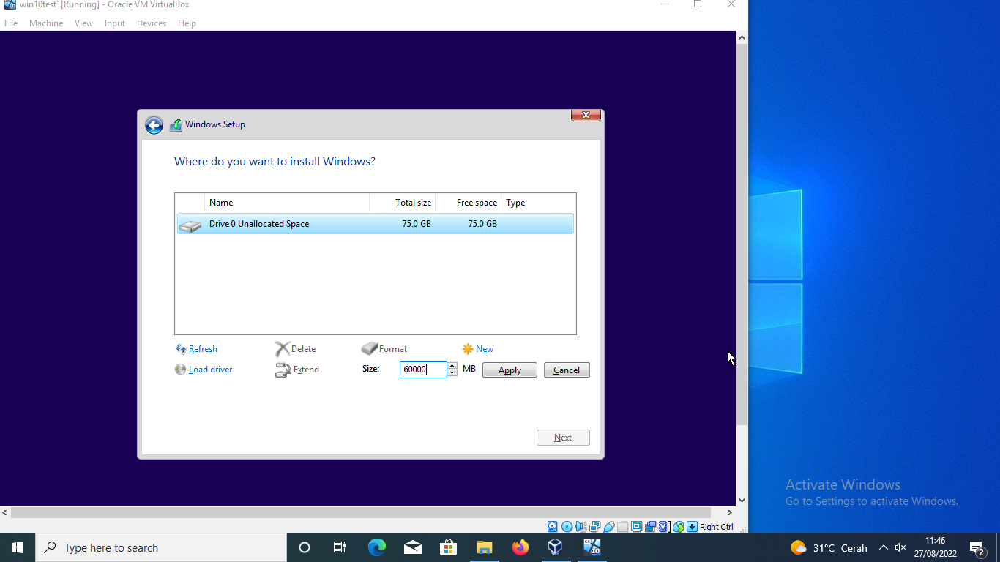 win10test` [Running] - Oracle VM VirtualBox
File Machine View Input Devices Help
Windows Setup
Where do you want to install Windows?
Name Total size Free space Type
Drive 0 Unallocated Space 75.0 GB 75.0 GB
Refresh Delete Format New
Load driver Extend Size: 60000 MB Apply Cancel
Next
Activate Windows
Go to Settings to activate Windows.
Right Ctrl
Type here to search
31°C Cerah
11:46
27/08/2022
2